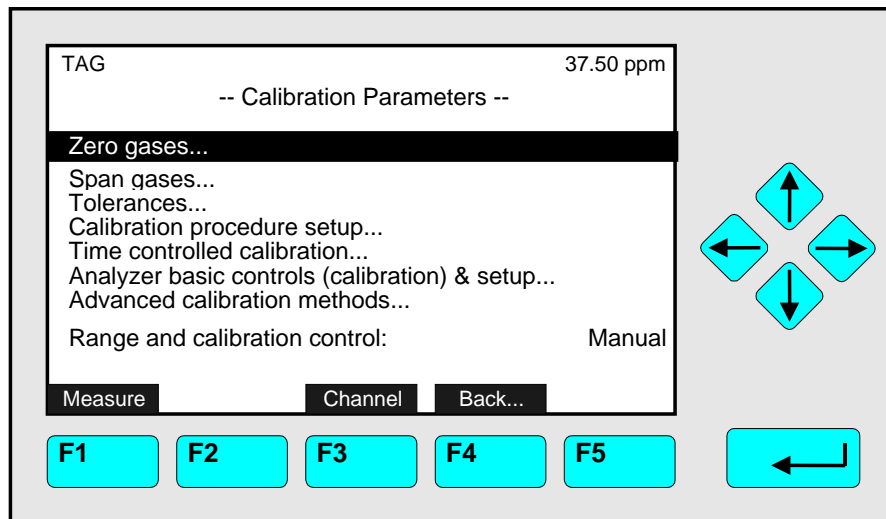 TAG 37.50 ppm
-- Calibration Parameters --
Zero gases...
Span gases...
Tolerances...
Calibration procedure setup...
Time controlled calibration...
Analyzer basic controls (calibration) & setup...
Advanced calibration methods...
Range and calibration control: Manual
Measure Channel Back...
F1 F2 F3 F4 F5